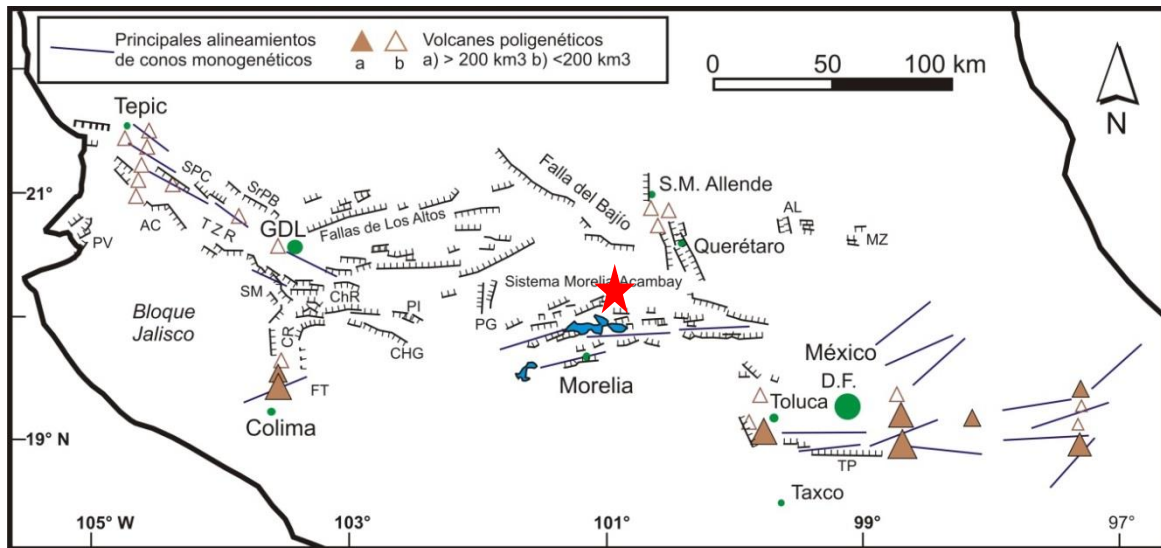 Principales alineamientos
de conos monogenéticos
a
b
Volcanes poligenéticos
a) > 200 km3 b) <200 km3
0
50
100 km
N
Tepic
21°
SPC
SrPB
Falla del Bajío
S.M. Allende
AL
MZ
PV
AC
T Z R
GDL
Fallas de Los Altos
Querétaro
Sistema Morelia Acambay
SM
ChR
PI
PG
Bloque
Jalisco
CR
CHG
FT
Colima
Morelia
México
D.F.
Toluca
19° N
TP
Taxco
105° W
103°
101°
99°
97°